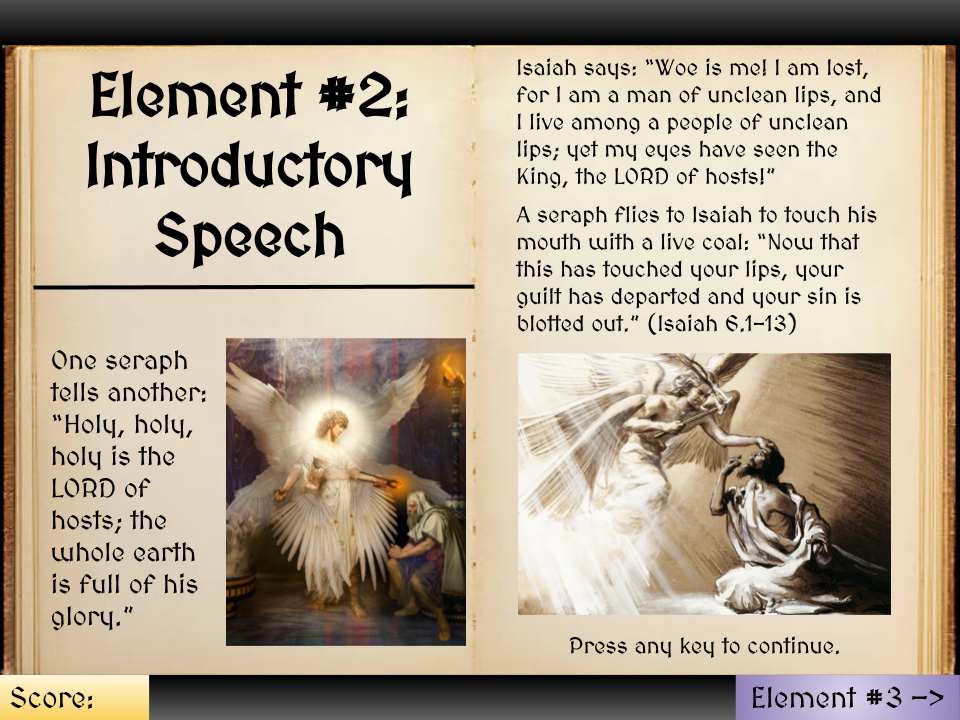 Element #2:
Introductory
Speech
One seraph
tells another:
“Holy, holy,
holy is the
LORD of
hosts; the
whole earth
is full of his
glory.”
Isaiah says: “Woe is me! I am lost,
for I am a man of unclean lips, and
I live among a people of unclean
lips; yet my eyes have seen the
King, the LORD of hosts!”
A seraph flies to Isaiah to touch his
mouth with a live coal: “Now that
this has touched your lips, your
guilt has departed and your sin is
blotted out.” (Isaiah 6.1–13)
Press any key to continue.
Score:
Element #3 –>